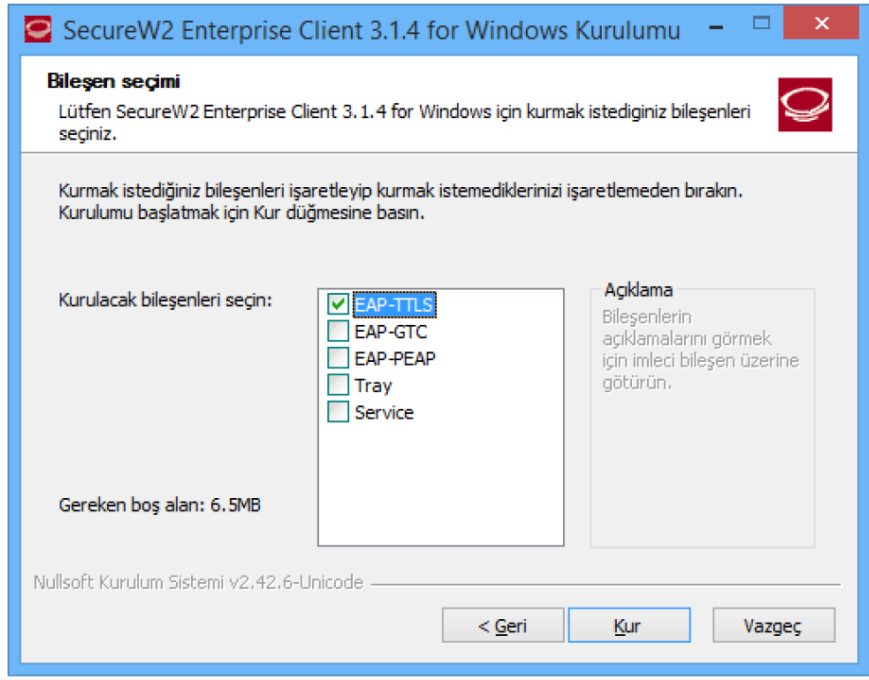 SecureW2 Enterprise Client 3.1.4 for Windows Kurulumu
Bileşen seçimi
Lütfen SecureW2 Enterprise Client 3.1.4 for Windows için kurmak istediginiz bileşenleri
seçiniz.
Kurmak istediğiniz bileşenleri işaretleyip kurmak istemediklerinizi işaretlemeden bırakın.
Kurulumu başlatmak için Kur düğmesine basın.
Kurulacak bileşenleri seçin:
EAP-TTLS
EAP-GTC
EAP-PEAP
Tray
Service
Açıklama
Bileşenlerin
açıklamalarını görmek
için imleci bileşen üzerine
götürün.
Gereken boş alan: 6.5MB
Nullsoft Kurulum Sistemi v2.42.6-Unicode
< Geri
Kur
Vazgeç